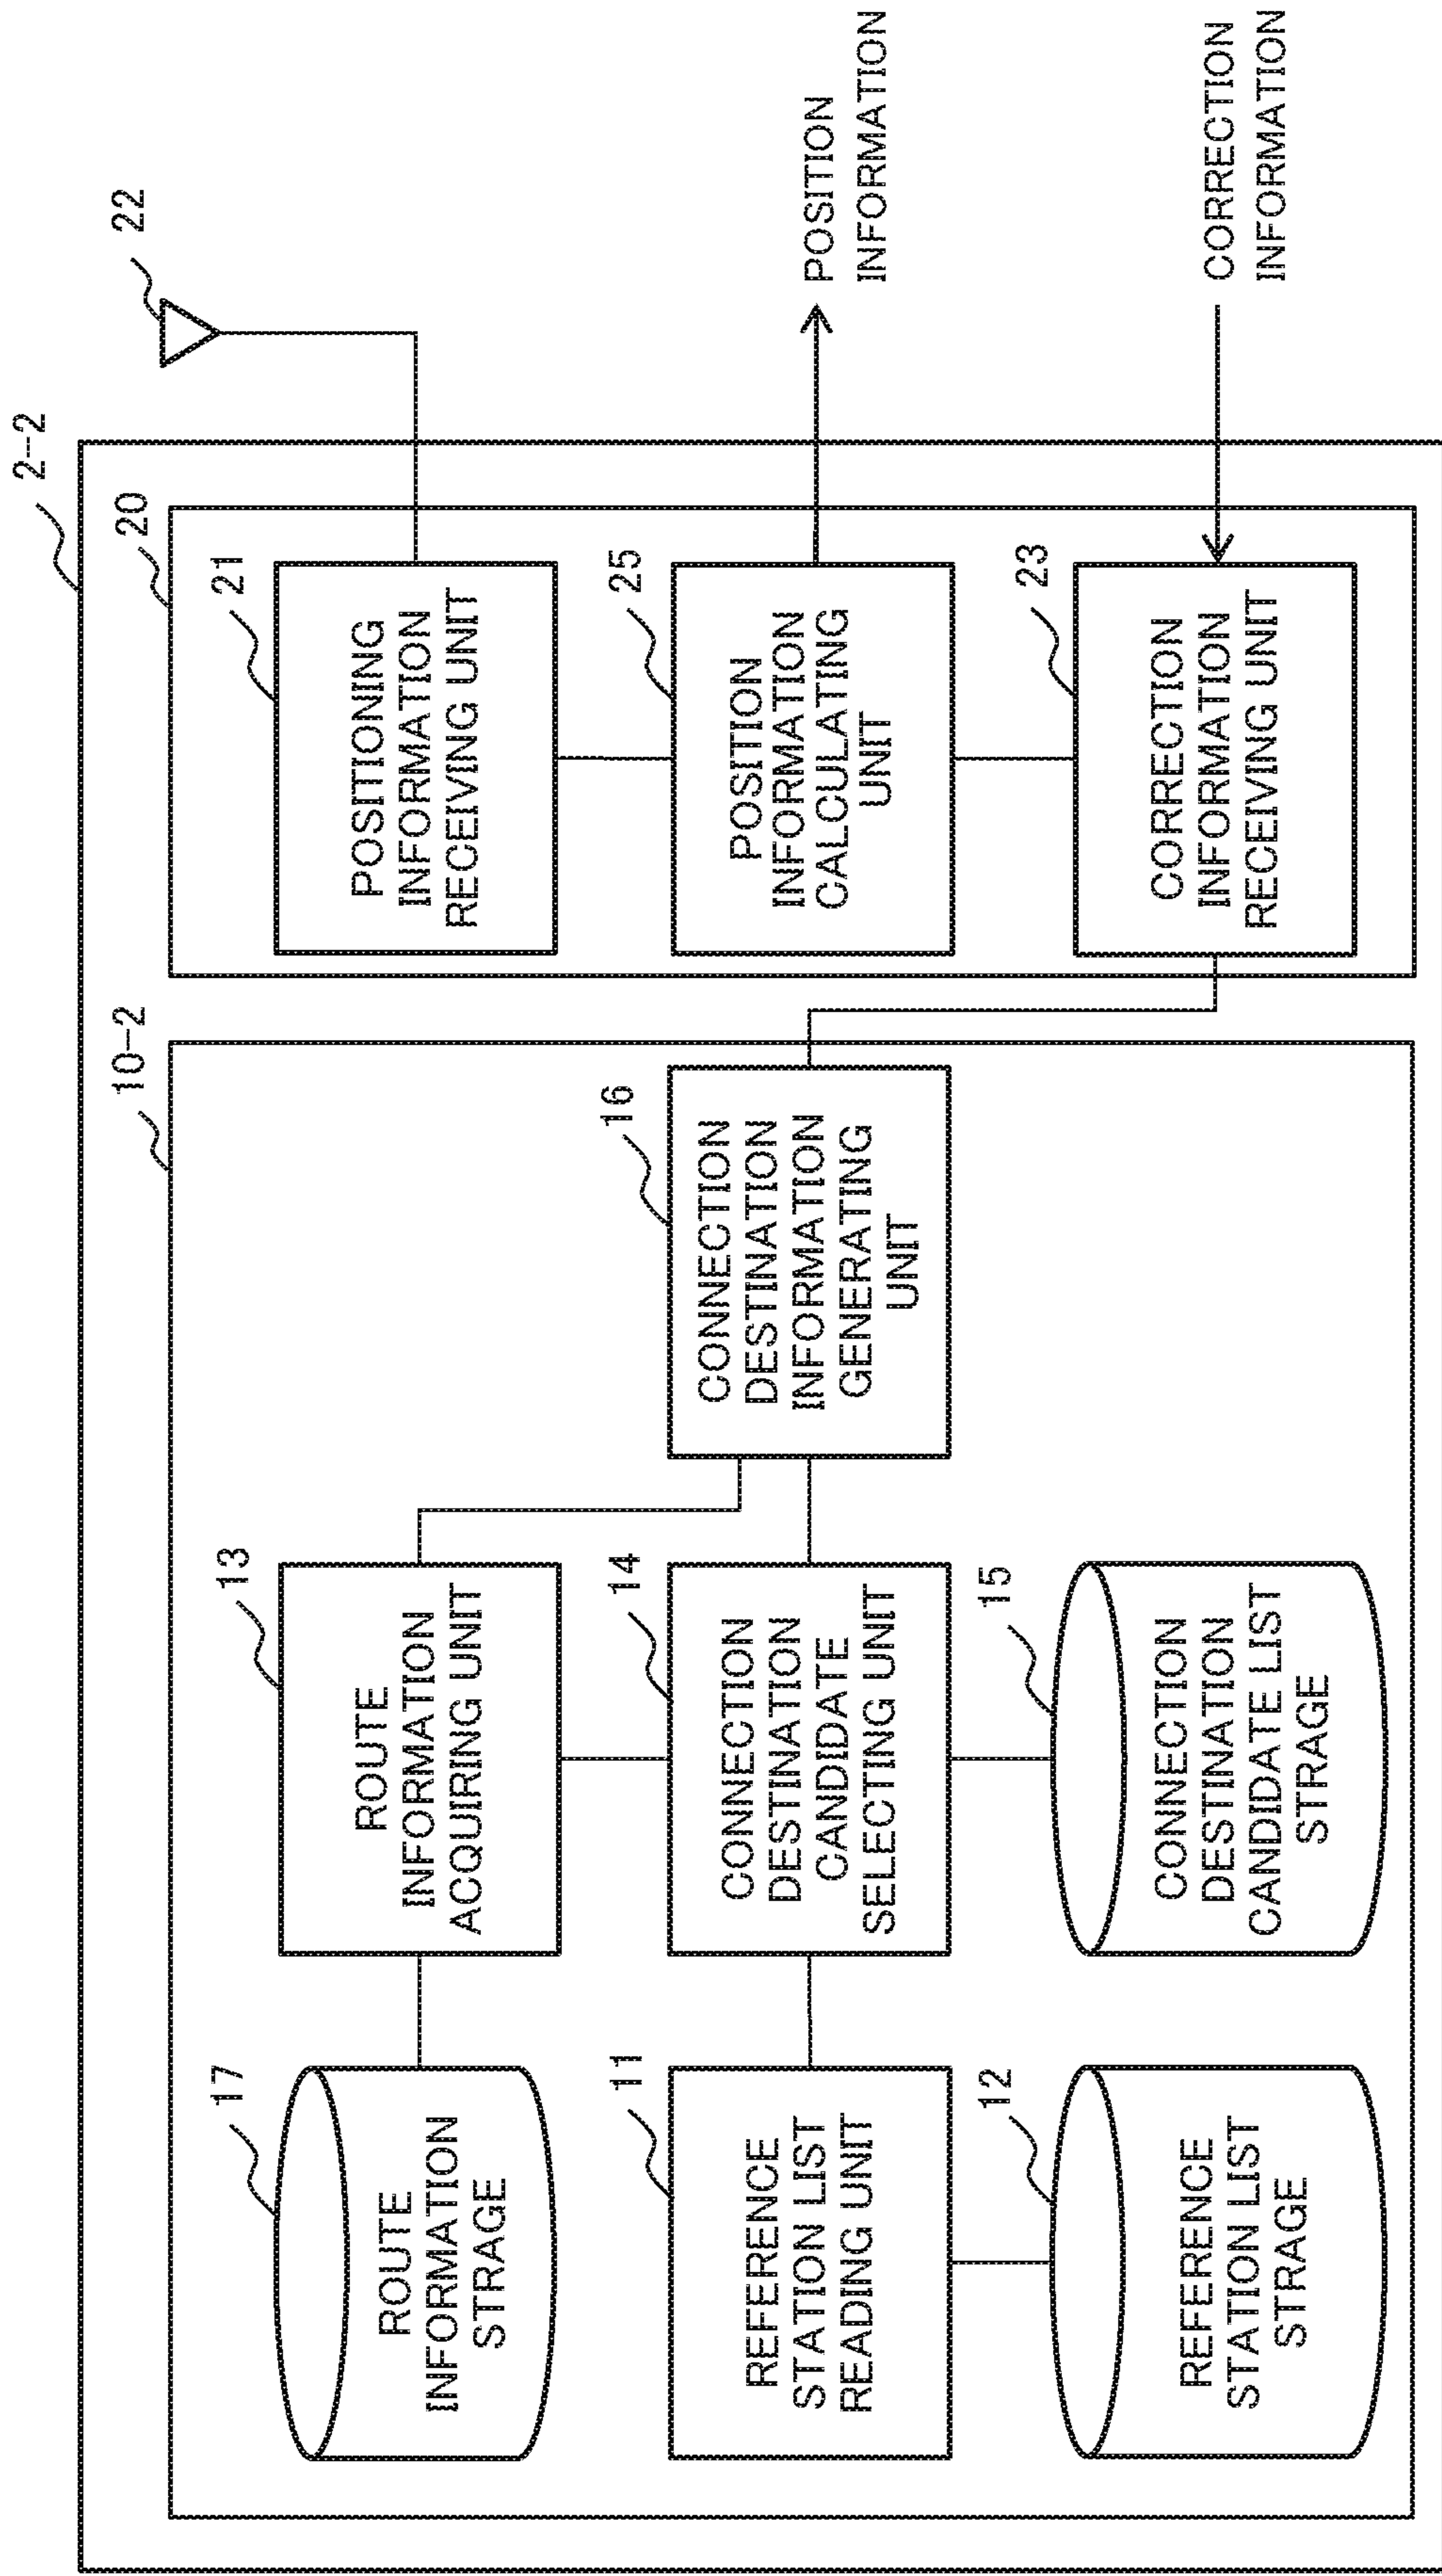 2-2
10-2
20
22
17
ROUTE
INFORMATION
STRAGE
13
ROUTE
INFORMATION
ACQUIRING UNIT
21
POSITIONING
INFORMATION
RECEIVING UNIT
11
REFERENCE
STATION LIST
READING UNIT
14
CONNECTION
DESTINATION
CANDIDATE
SELECTING UNIT
16
CONNECTION
DESTINATION
INFORMATION
GENERATING
UNIT
25
POSITION
INFORMATION
CALCULATING
UNIT
POSITION
INFORMATION
12
REFERENCE
STATION LIST
STRAGE
15
CONNECTION
DESTINATION
CANDIDATE LIST
STRAGE
23
CORRECTION
INFORMATION
RECEIVING UNIT
CORRECTION
INFORMATION